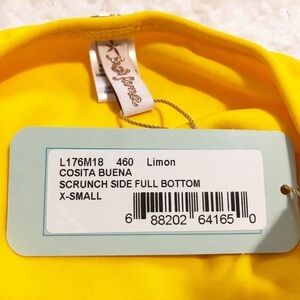 L176M18 460 Limon
COSITA BUENA
SCRUNCH SIDE FULL BOTTOM
X-SMALL
6 88202 64165 0